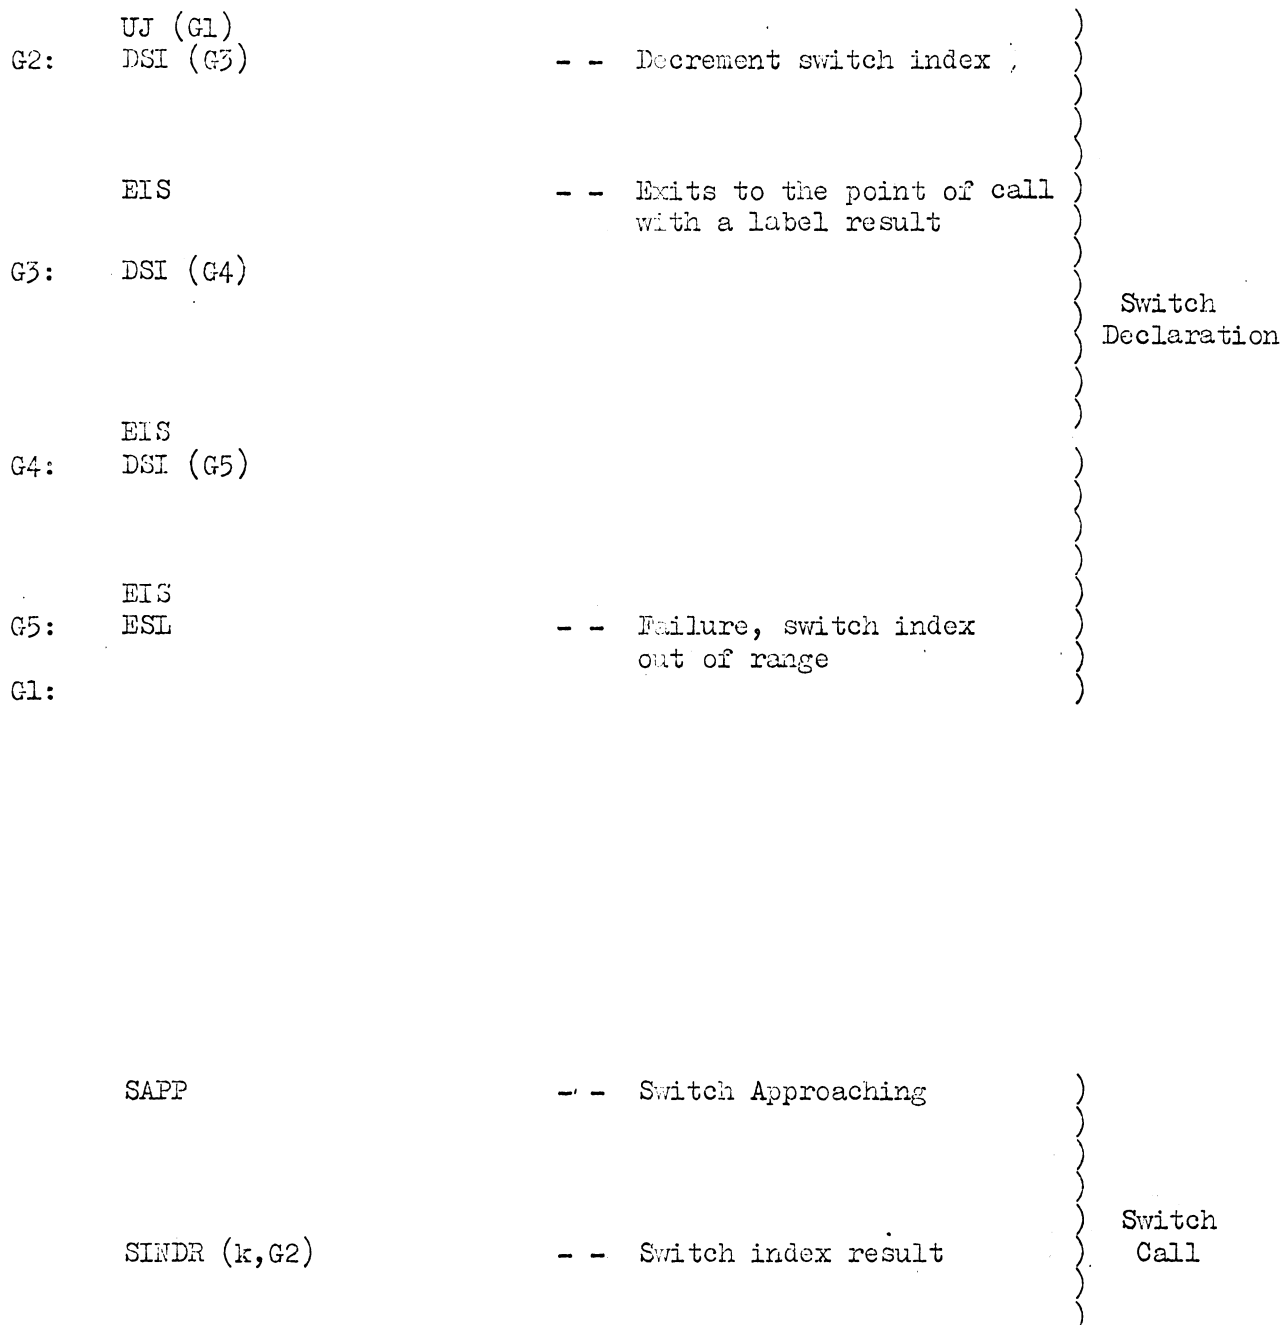 UJ (G1) )
G2: DSI (G3) - - Decrement switch index )
)
)
)
EIS - - Exits to the point of call )
with a label result )
)
G3: DSI (G4) )
) Switch
) Declaration
)
)
EIS
G4: DSI (G5) )
)
)
)
EIS )
G5: ESL - - Failure, switch index )
out of range )
G1: )
SAPP - - Switch Approaching )
)
)
)
) Switch
SINDR (k,G2) - - Switch index result ) Call
)
)